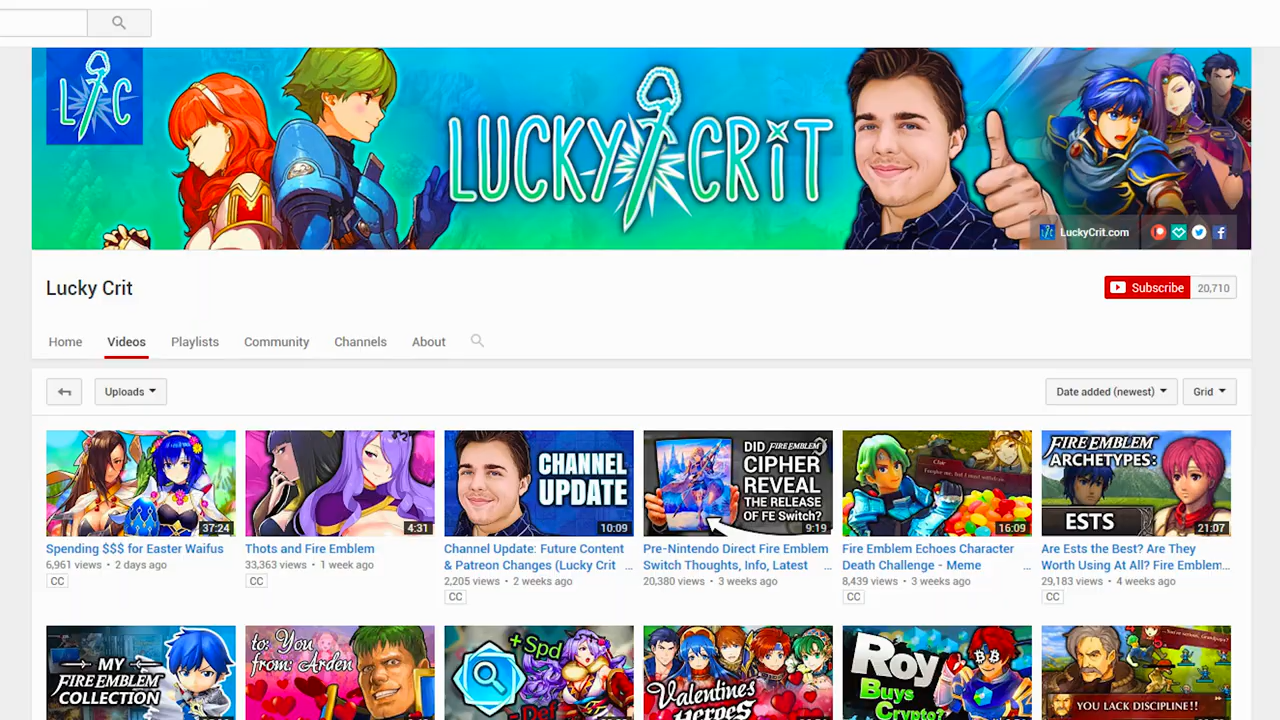 L C
LUCKY CRIT
LuckyCrit.com
Lucky Crit
Subscribe 20,710
Home Videos Playlists Community Channels About
Uploads
Date added (newest) Grid
37:24
4:31
CHANNEL
UPDATE
10:09
DID FIRE EMBLEM
CIPHER
REVEAL
THE RELEASE
OF FE Switch?
9:19
Clair
Forgive me, but I must withdraw.
16:09
FIRE EMBLEM
ARCHETYPES:
ESTS
21:07
Spending $$$ for Easter Waifus
6,961 views • 2 days ago
CC
Thots and Fire Emblem
33,363 views • 1 week ago
CC
Channel Update: Future Content
& Patreon Changes (Lucky Crit ...
2,205 views • 2 weeks ago
CC
Pre-Nintendo Direct Fire Emblem
Switch Thoughts, Info, Latest ...
20,380 views • 3 weeks ago
Fire Emblem Echoes Character
Death Challenge - Meme ...
8,439 views • 3 weeks ago
CC
Are Ests the Best? Are They
Worth Using At All? Fire Emblem...
29,183 views • 4 weeks ago
CC
MY
FIRE EMBLEM
COLLECTION
to: You
from: Arden
+Spd
-Def
Valentines
Heroes
Roy
Buys
Crypto?
YOU LACK DISCIPLINE!!